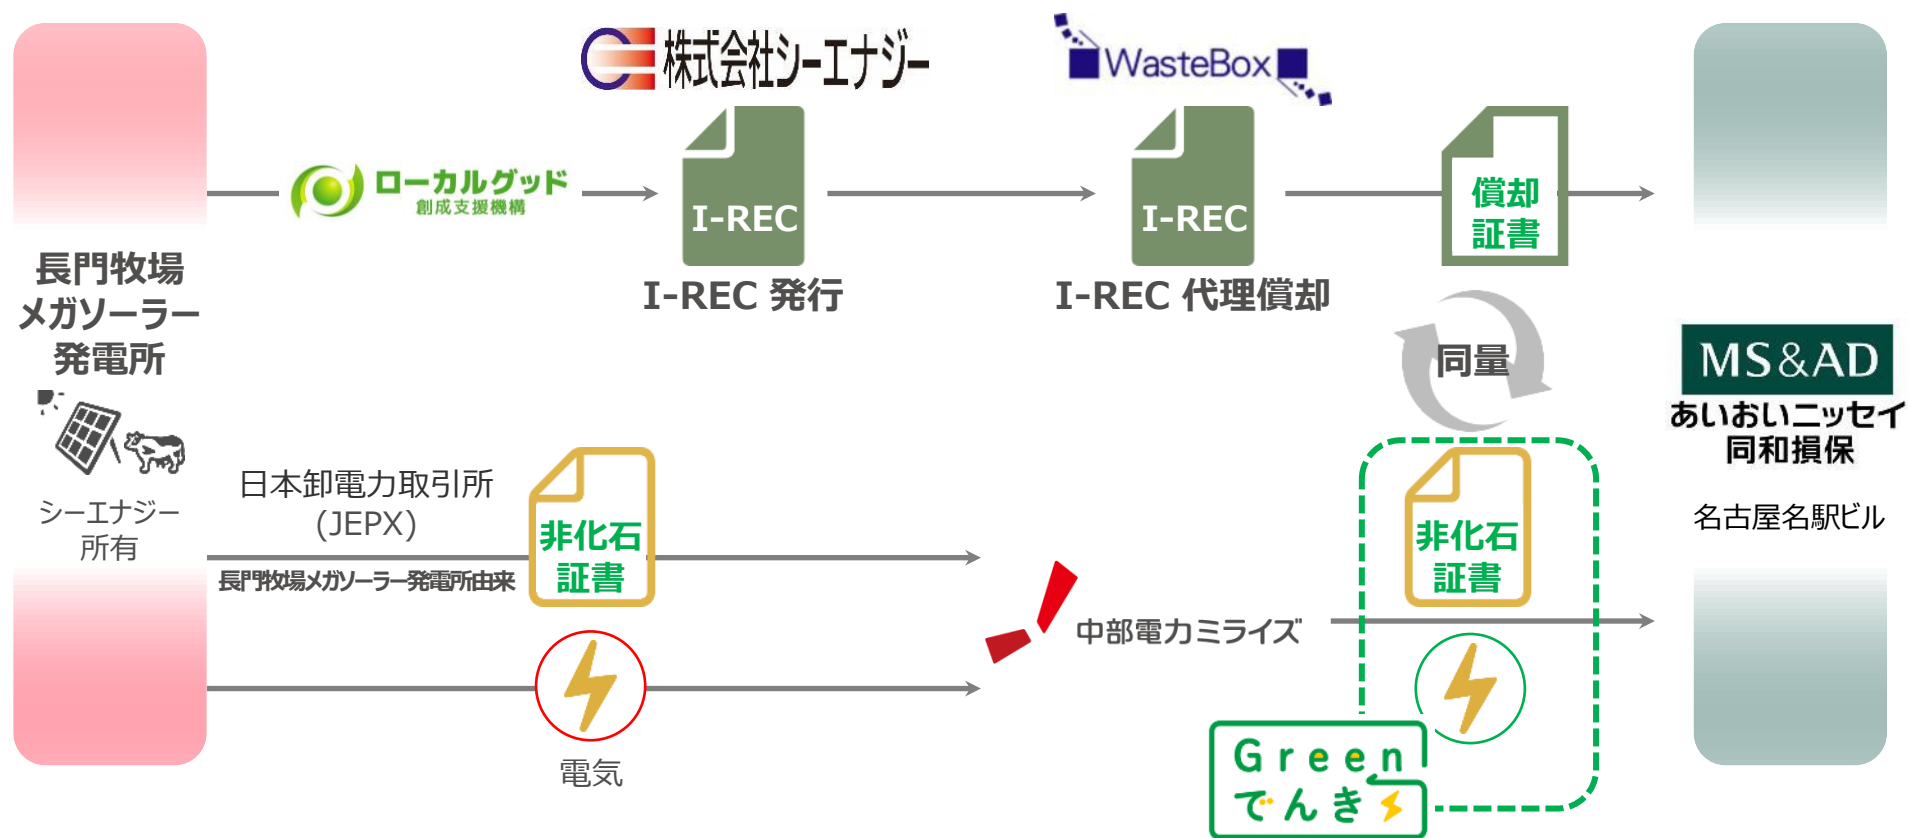 株式会社シーエナジー
WasteBox
ローカルグッド
創成支援機構
I-REC
I-REC
償却
証書
I-REC 発行
I-REC 代理償却
長門牧場
メガソーラー
発電所
シーエナジー
所有
同量
MS&AD
あいおいニッセイ
同和損保
名古屋名駅ビル
日本卸電力取引所
(JEPX)
長門牧場メガソーラー発電所由来
非化石
証書
非化石
証書
中部電力ミライズ
電気
Green
でんき